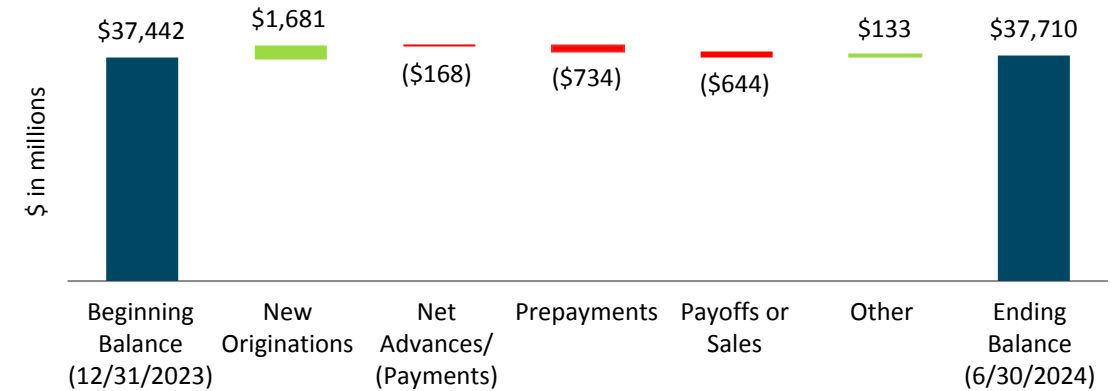 $37,442
$1,681
($168)
($734)
($644)
$133
$37,710
$ in millions
Beginning
Balance
(12/31/2023)
New
Originations
Net
Advances/
(Payments)
Prepayments
Payoffs or
Sales
Other
Ending
Balance
(6/30/2024)